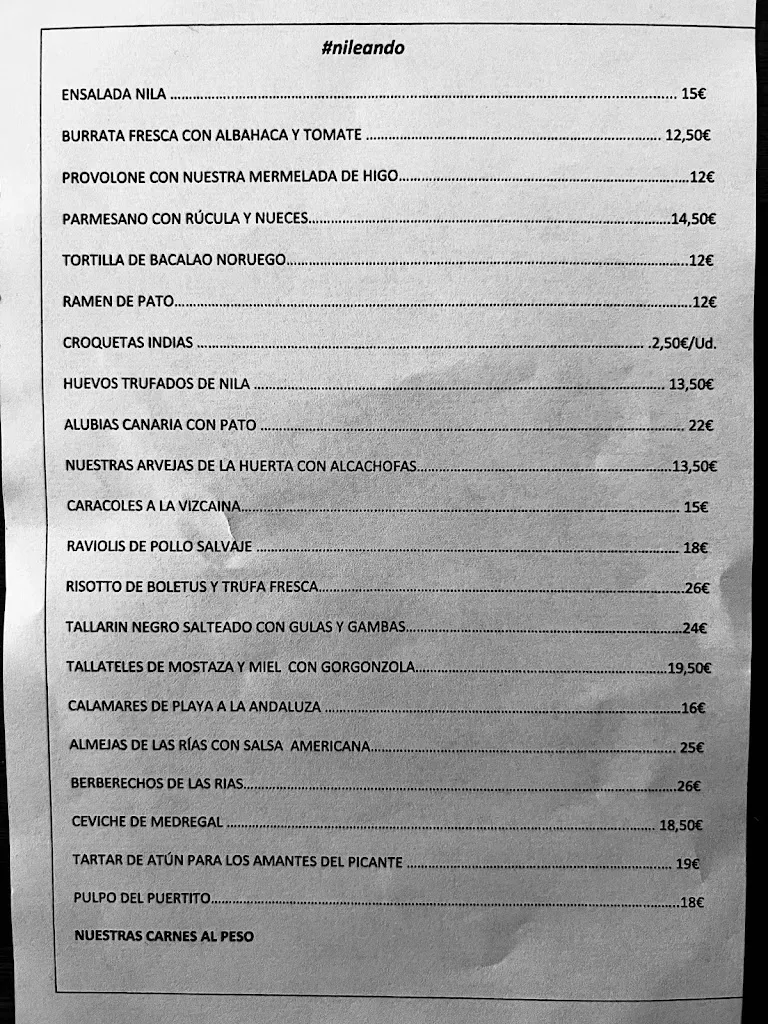 #nileando
ENSALADA NILA ........................................................................................................ 15€
BURRATA FRESCA CON ALBAHACA Y TOMATE ............................................................. 12,50€
PROVOLONE CON NUESTRA MERMELADA DE HIGO............................................................12€
PARMESANO CON RÚCULA Y NUECES..........................................................................14,50€
TORTILLA DE BACALAO NORUEGO.................................................................................12€
RAMEN DE PATO..........................................................................................................12€
CROQUETAS INDIAS ............................................................................................ .2,50€/Ud.
HUEVOS TRUFADOS DE NILA ..................................................................................... 13,50€
ALUBIAS CANARIA CON PATO ....................................................................................... 22€
NUESTRAS ARVEJAS DE LA HUERTA CON ALCACHOFAS.....................................................13,50€
CARACOLES A LA VIZCAINA.......................................................................................... 15€
RAVIOLIS DE POLLO SALVAJE ....................................................................................... 18€
RISOTTO DE BOLETUS Y TRUFA FRESCA...........................................................................26€
TALLARIN NEGRO SALTEADO CON GULAS Y GAMBAS.........................................................24€
TALLATELES DE MOSTAZA Y MIEL CON GORGONZOLA.....................................................19,50€
CALAMARES DE PLAYA A LA ANDALUZA ..........................................................................16€
ALMEJAS DE LAS RÍAS CON SALSA AMERICANA............................................................... 25€
BERBERECHOS DE LAS RIAS..........................................................................................26€
CEVICHE DE MEDREGAL ......................................................................................... 18,50€
TARTAR DE ATÚN PARA LOS AMANTES DEL PICANTE ....................................................... 19€
PULPO DEL PUERTITO..................................................................................................18€
NUESTRAS CARNES AL PESO